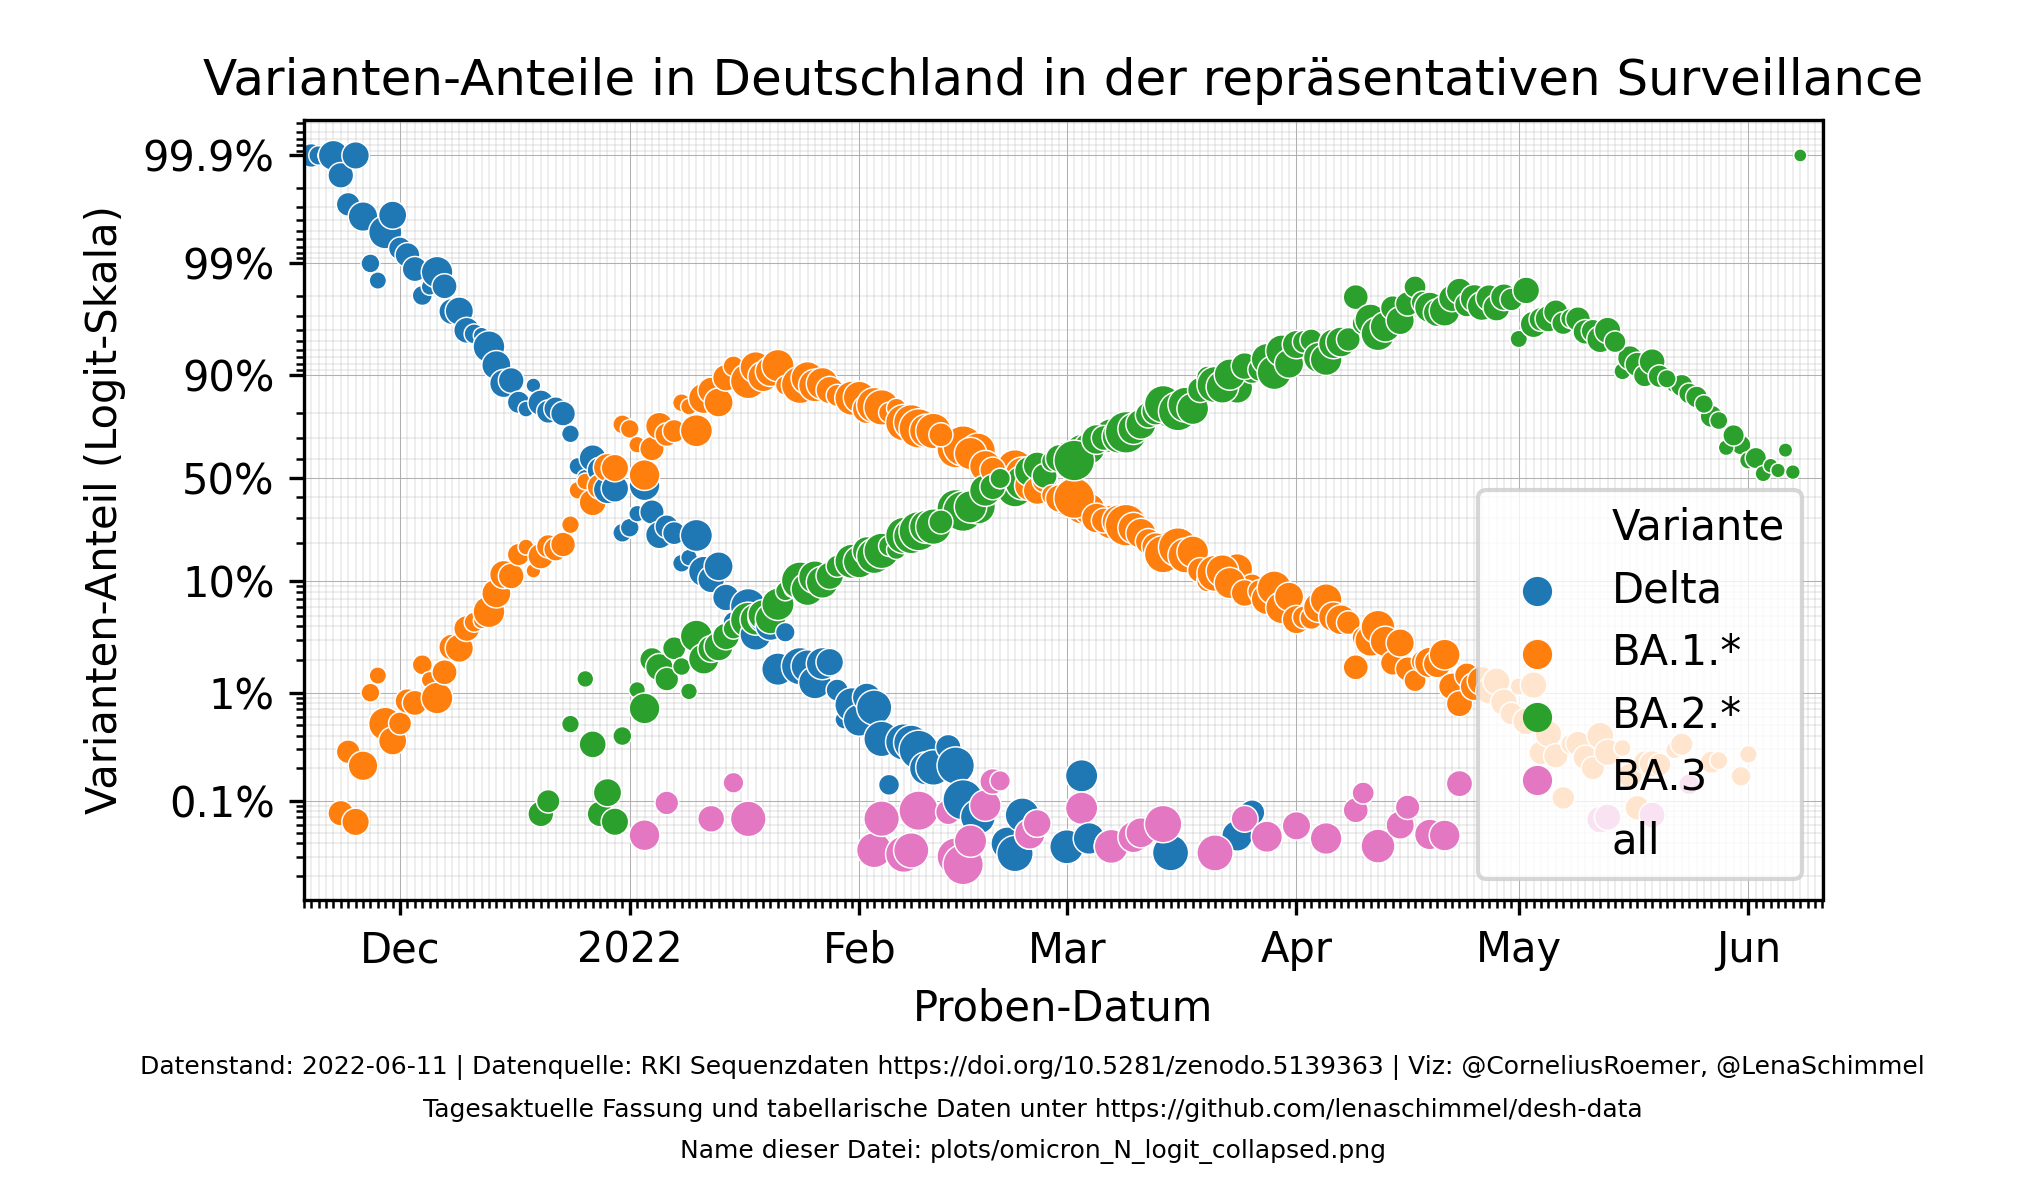 Varianten-Anteile in Deutschland in der repräsentativen Surveillance
Varianten-Anteil (Logit-Skala)
99.9%
99%
90%
50%
10%
1%
0.1%
Variante
Delta
BA.1.*
BA.2.*
BA.3
all
Dec
2022
Feb
Mar
Apr
May
Jun
Proben-Datum
Datenstand: 2022-06-11 | Datenquelle: RKI Sequenzdaten https://doi.org/10.5281/zenodo.5139363 | Viz: @CorneliusRoemer, @LenaSchimmel
Tagesaktuelle Fassung und tabellarische Daten unter https://github.com/lenaschimmel/desh-data
Name dieser Datei: plots/omicron_N_logit_collapsed.png